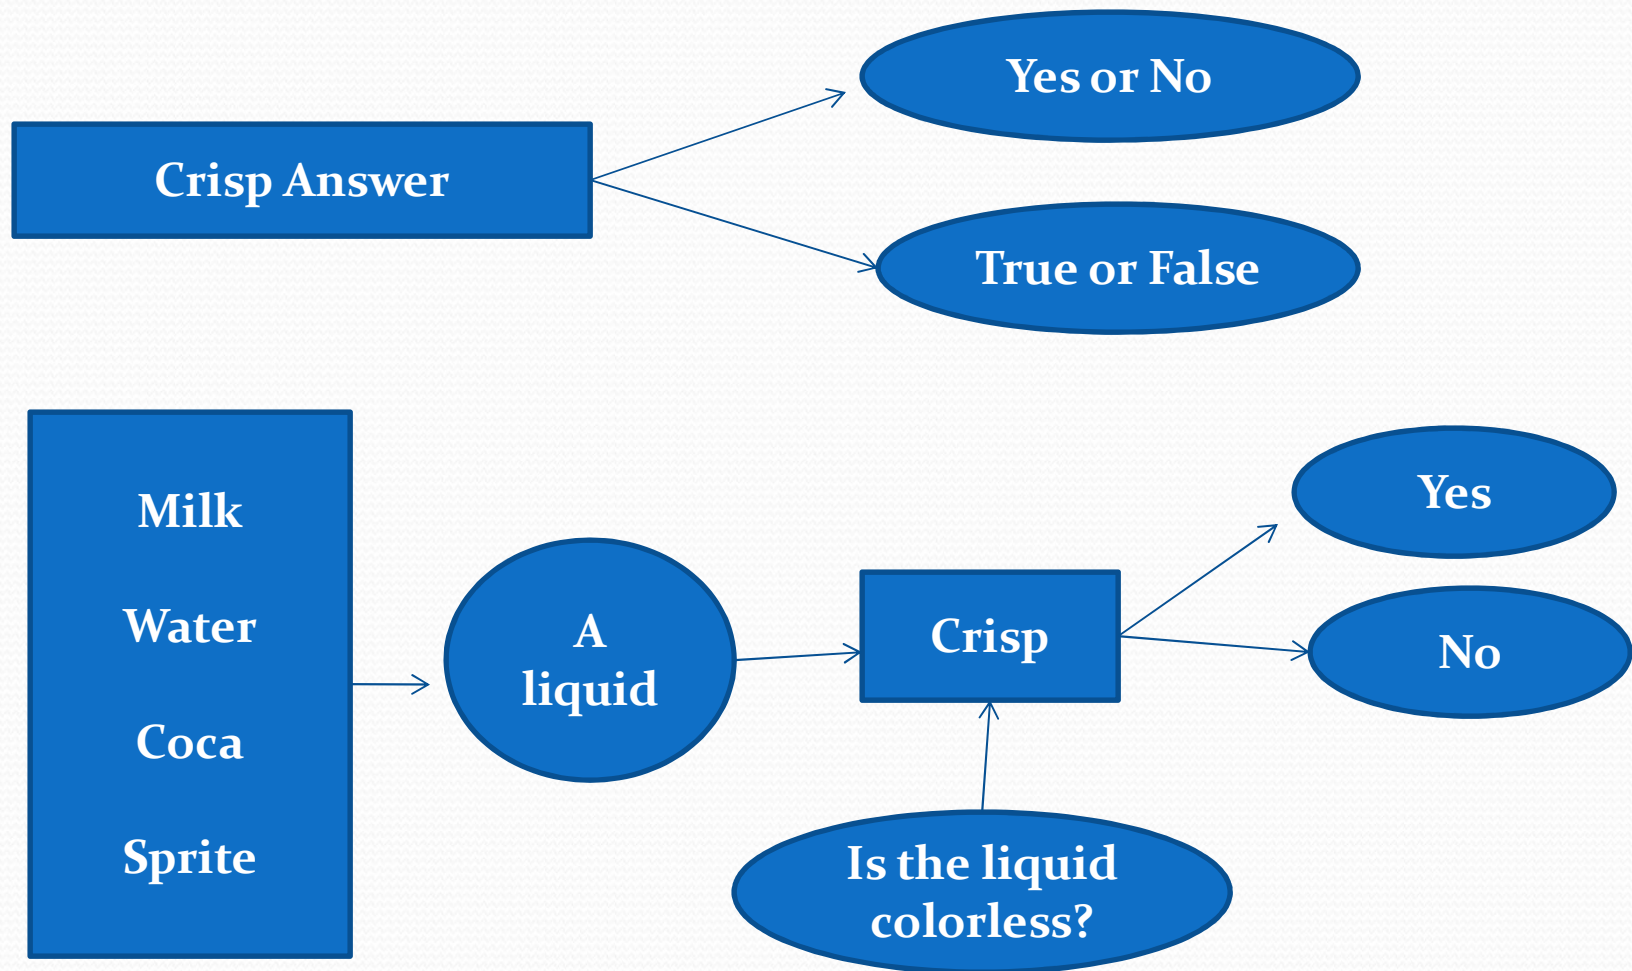 Yes or No
Crisp Answer
True or False
Milk
Water
Coca
Sprite
A
liquid
Crisp
Yes
No
Is the liquid
colorless?